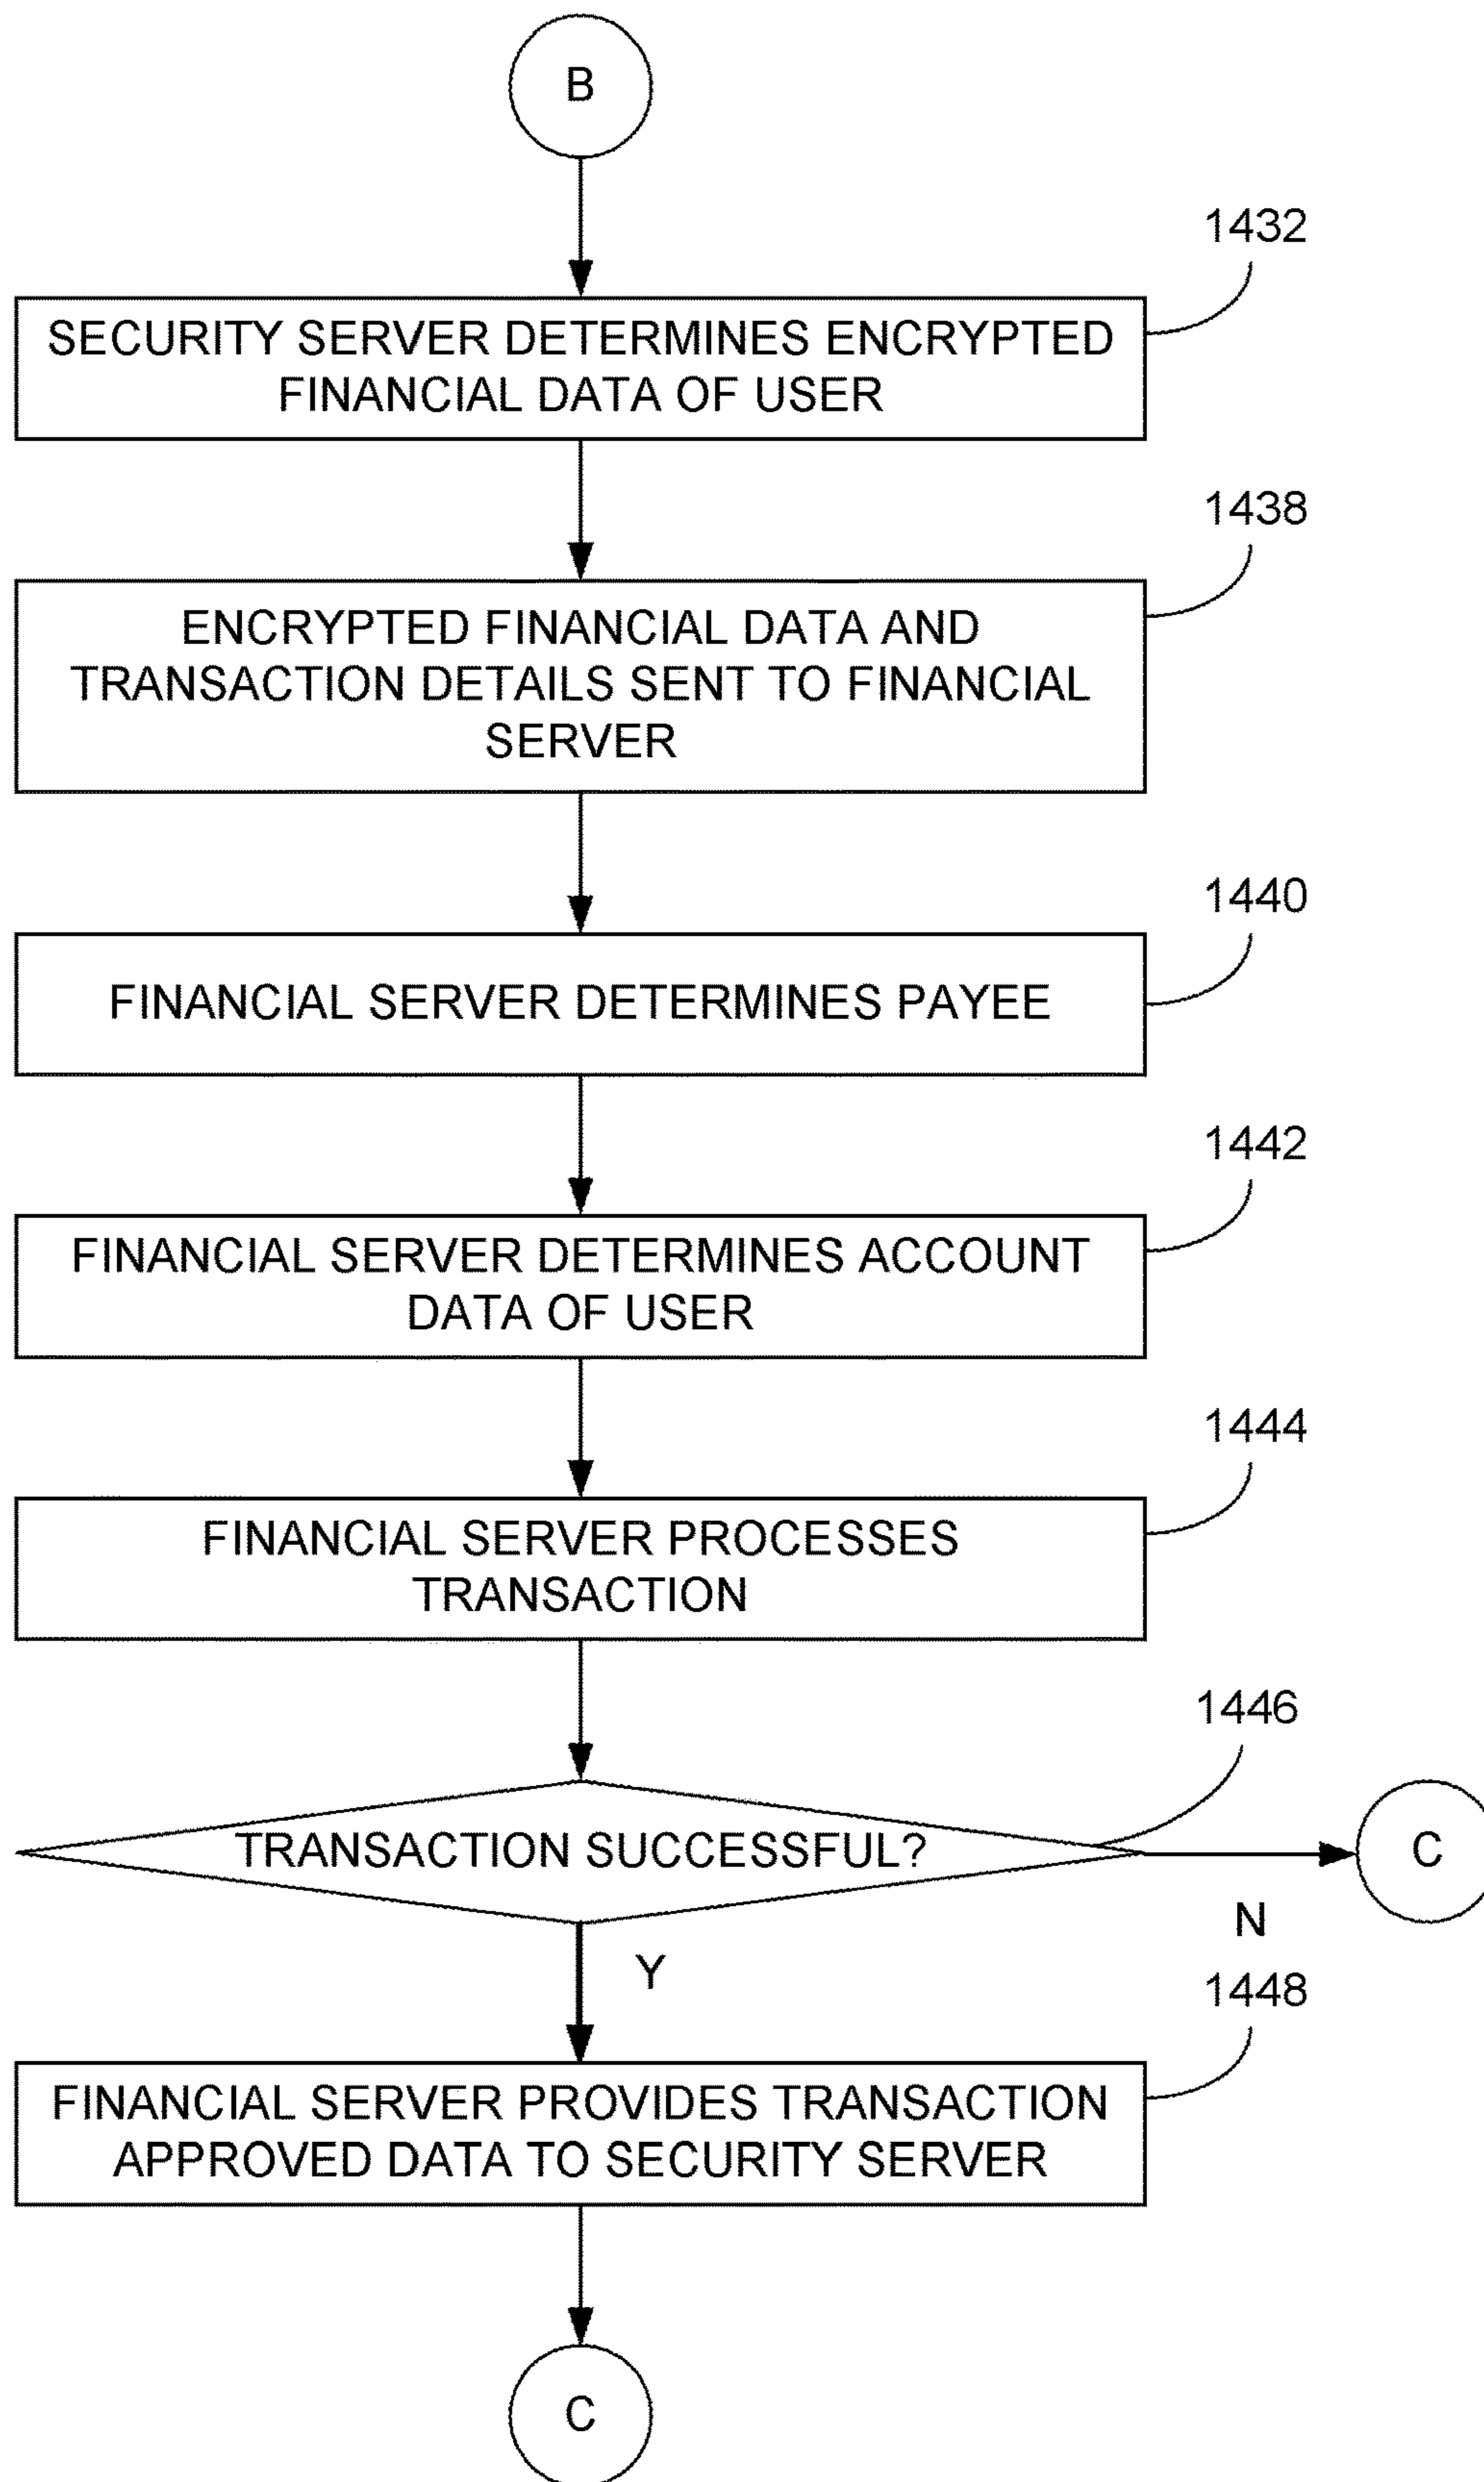 B
1432
SECURITY SERVER DETERMINES ENCRYPTED
FINANCIAL DATA OF USER
1438
ENCRYPTED FINANCIAL DATA AND
TRANSACTION DETAILS SENT TO FINANCIAL
SERVER
1440
FINANCIAL SERVER DETERMINES PAYEE
1442
FINANCIAL SERVER DETERMINES ACCOUNT
DATA OF USER
1444
FINANCIAL SERVER PROCESSES
TRANSACTION
1446
TRANSACTION SUCCESSFUL?
C
N
Y
1448
FINANCIAL SERVER PROVIDES TRANSACTION
APPROVED DATA TO SECURITY SERVER
C